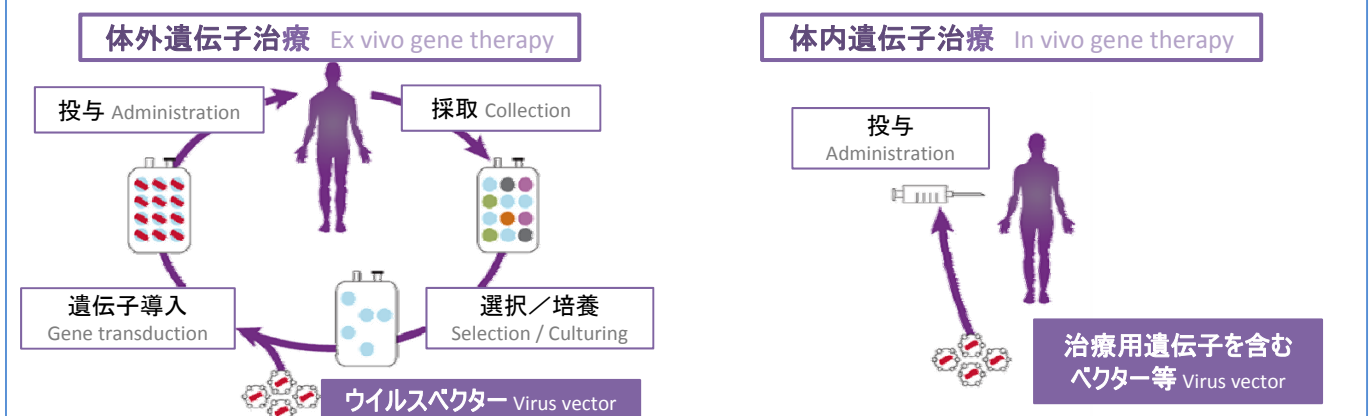 体外遺伝子治療 Ex vivo gene therapy
投与 Administration
採取 Collection
選択／培養
Selection / Culturing
遺伝子導入
Gene transduction
ウイルスベクター Virus vector
体内遺伝子治療 In vivo gene therapy
投与
Administration
治療用遺伝子を含む
ベクター等 Virus vector